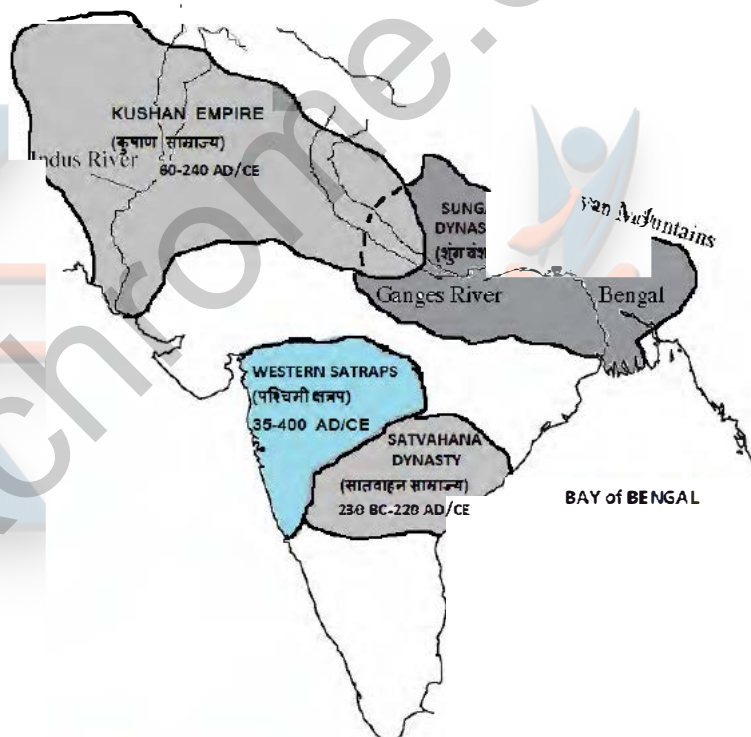 KUSHAN EMPIRE
(कुषाण साम्राज्य)
60-240 AD/CE
Indus River
SUNGA
DYNAS
(शुंग वंश
Mountains
Ganges River
Bengal
WESTERN SATRAPS
(पश्चिमी क्षत्रप)
35-400 AD/CE
SATVAHANA
DYNASTY
(सातवाहन साम्राज्य)
230 BC-220 AD/CE
BAY of BENGAL
chrome.